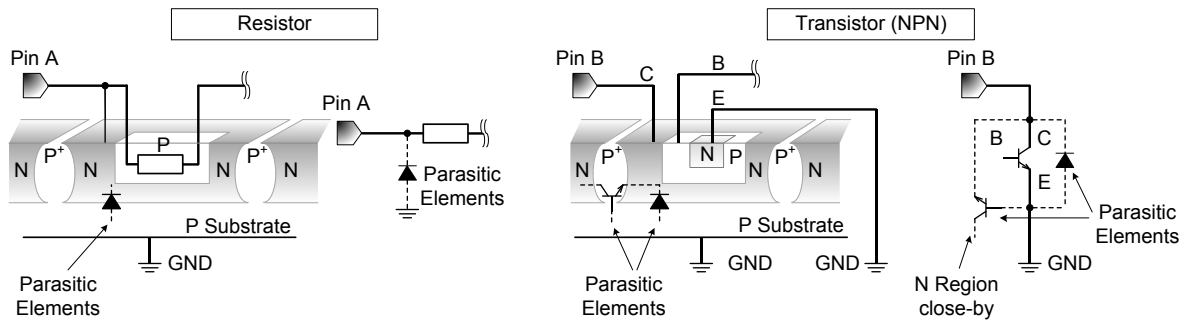 Resistor
Transistor (NPN)
Pin A
Pin B
C
B
E
Pin B
Pin A
N
P+
N
P
N
P+
N
Parasitic
Elements
P Substrate
GND
Parasitic
Elements
N
P+
N
N
P
N
P+
N
P Substrate
GND
GND
Parasitic
Elements
B
C
E
Parasitic
Elements
GND
N Region
close-by